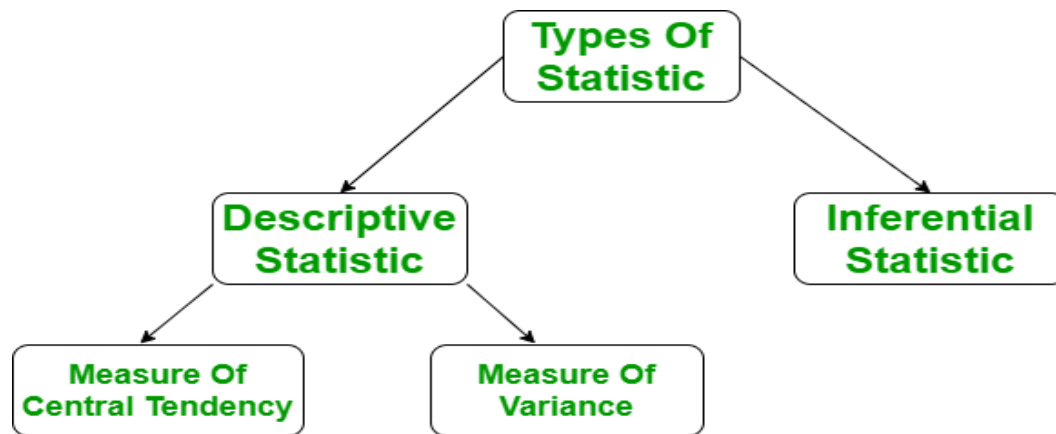 Types Of
Statistic
Descriptive
Statistic
Inferential
Statistic
Measure Of
Central Tendency
Measure Of
Variance